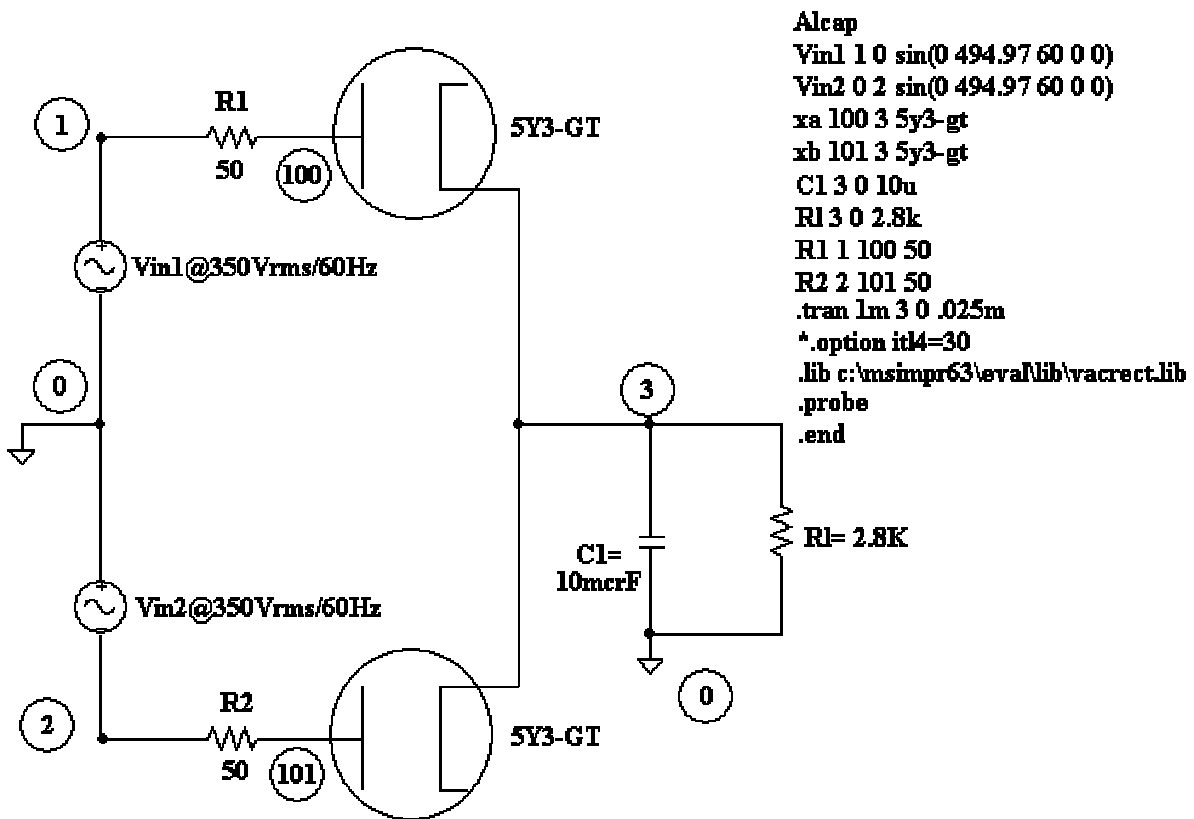 Alcap
Vin1 1 0 sin(0 494.97 60 0 0)
Vin2 0 2 sin(0 494.97 60 0 0)
xa 100 3 5y3-gt
xb 101 3 5y3-gt
C1 3 0 10u
Rl 3 0 2.8k
R1 1 100 50
R2 2 101 50
.tran 1m 3 0 .025m
*.option itl4=30
.lib c:\msimpr63\eval\lib\vacrect.lib
.probe
.end
R1
1
5Y3-GT
50
100
Vin1@350Vrms/60Hz
0
3
C1=
10mcrF
Rl= 2.8K
Vin2@350Vrms/60Hz
0
R2
2
5Y3-GT
50
101